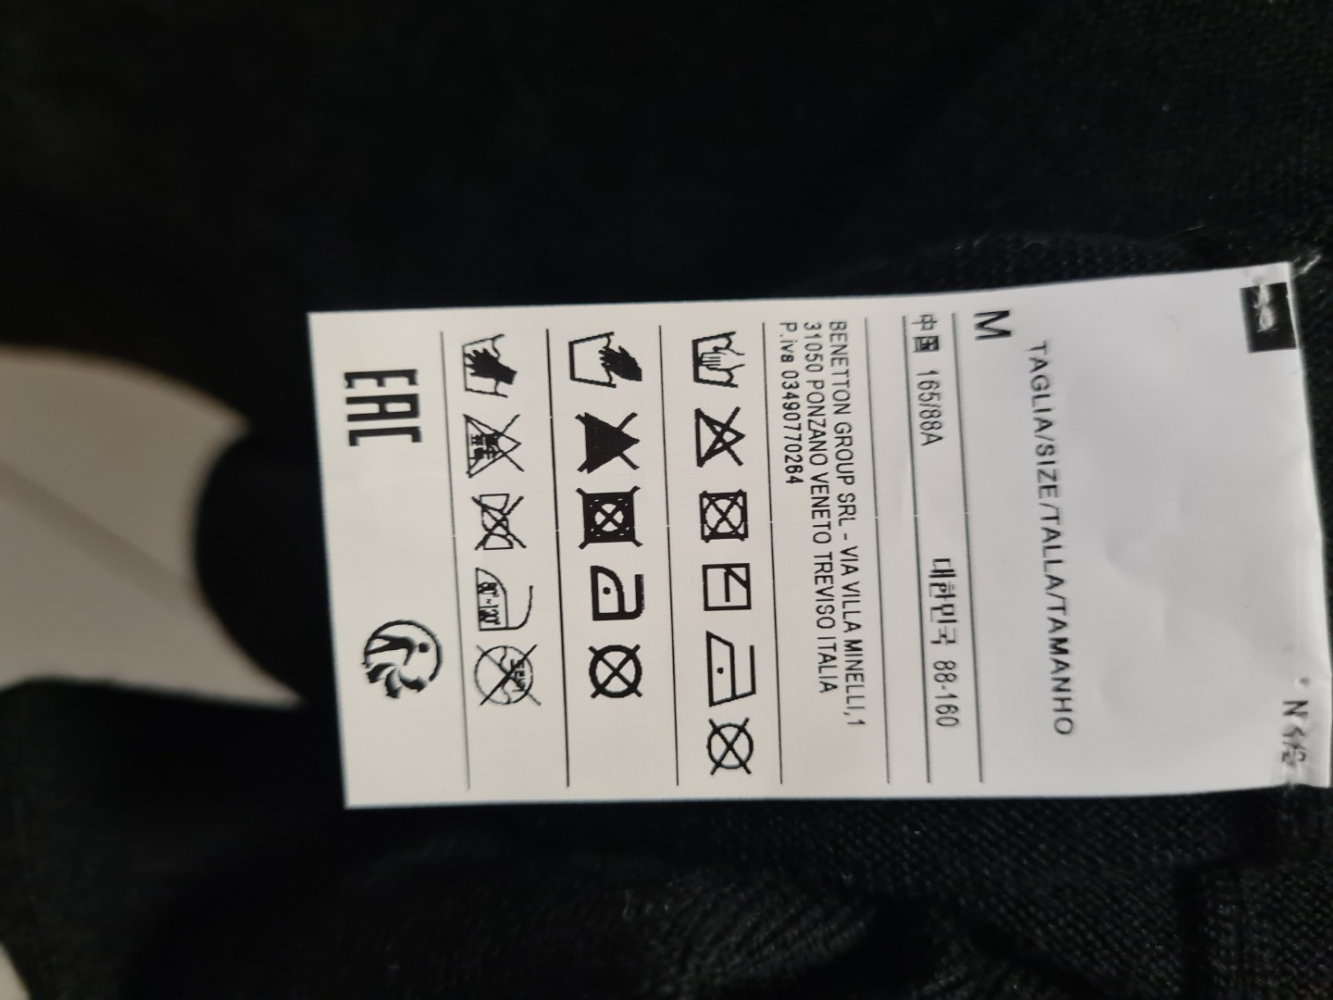 TAGLIA/SIZE/TALLA/TAMANHO
M
中国 165/88A 대한민국 88-160
BENETTON GROUP SRL - VIA VILLA MINELLI,1
31050 PONZANO VENETO TREVISO ITALIA
P.iva 03490770264
EAC